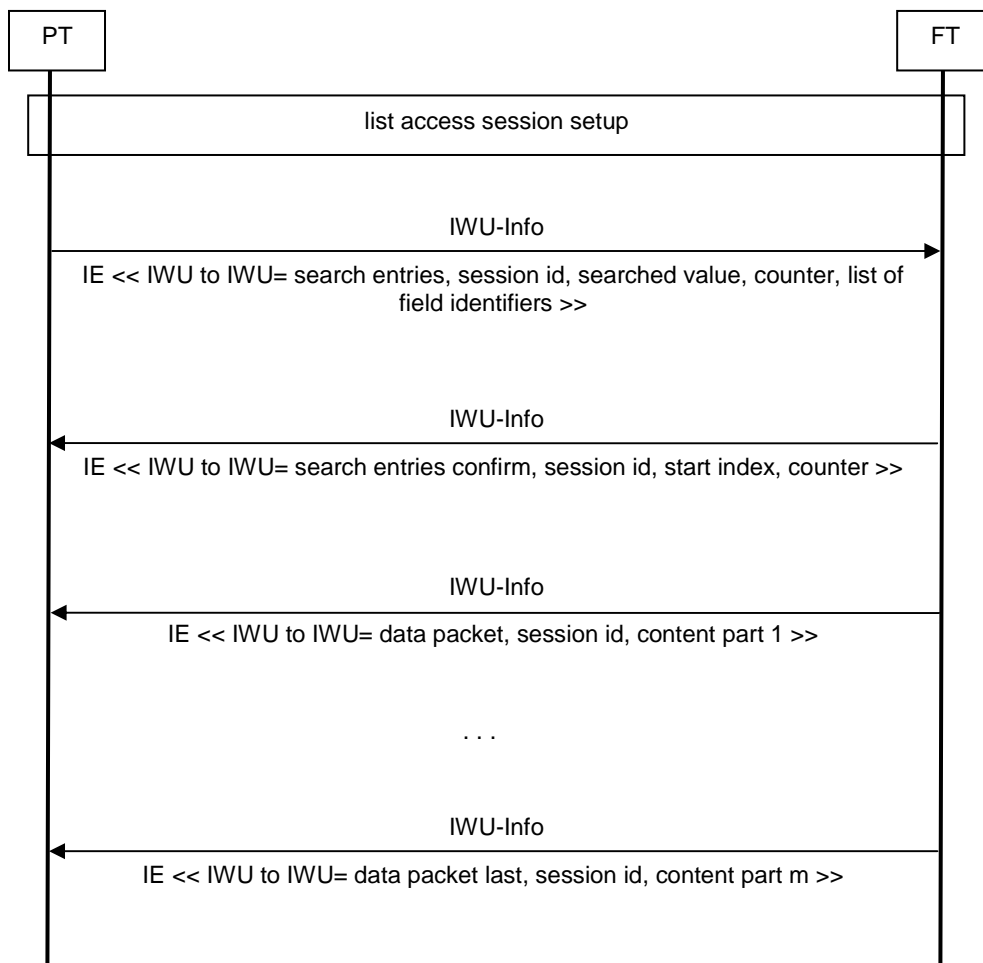 PT
FT
list access session setup
IWU-Info
IE << IWU to IWU= search entries, session id, searched value, counter, list of
field identifiers >>
IWU-Info
IE << IWU to IWU= search entries confirm, session id, start index, counter >>
IWU-Info
IE << IWU to IWU= data packet, session id, content part 1 >>
. . .
IWU-Info
IE << IWU to IWU= data packet last, session id, content part m >>